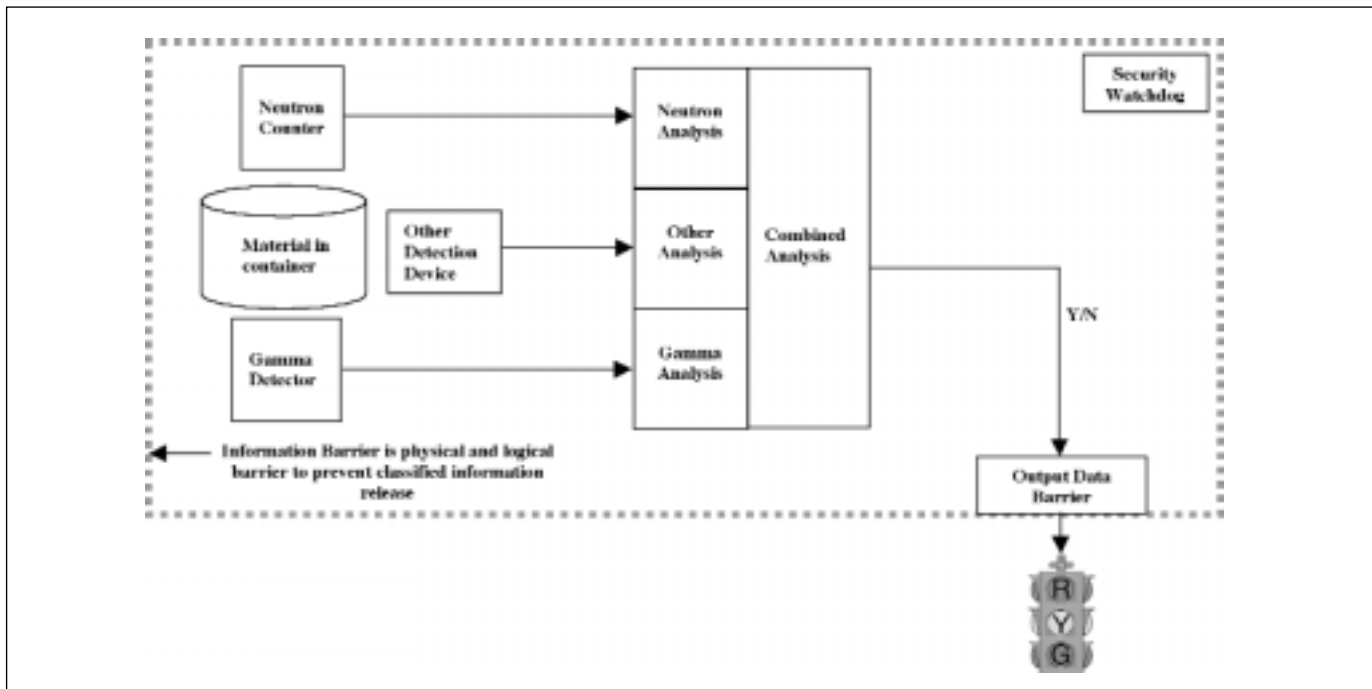 Security
Watchdog
Neutron
Counter
Neutron
Analysis
Material in
container
Other
Detection
Device
Other
Analysis
Combined
Analysis
Y/N
Gamma
Detector
Gamma
Analysis
Information Barrier is physical and logical
barrier to prevent classified information
release
Output Data
Barrier
R
Y
G